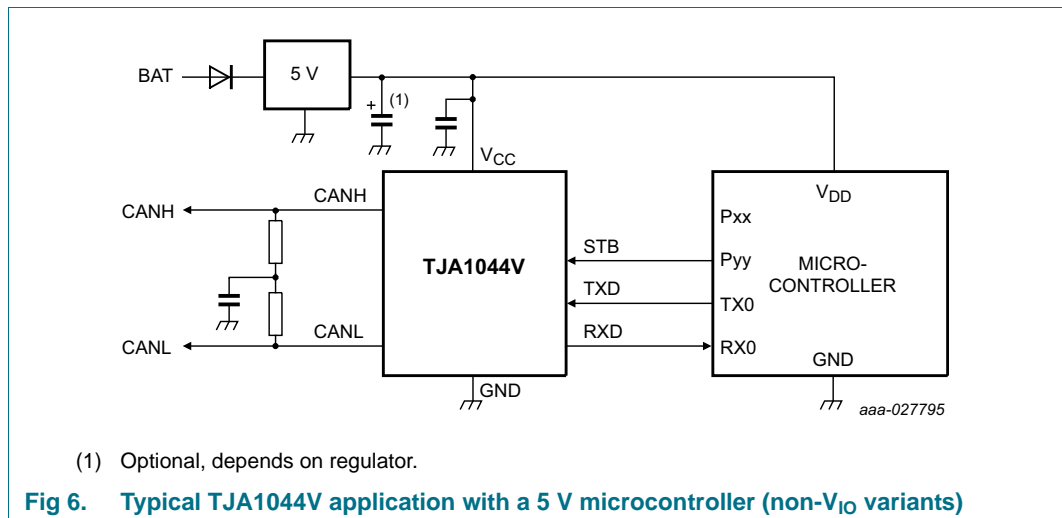 BAT
5 V
+ (1)
VCC
CANH
CANH
TJA1044V
STB
TXD
RXD
VDD
Pxx
Pyy
MICRO-
CONTROLLER
TX0
RX0
GND
CANL
CANL
GND
aaa-027795
(1) Optional, depends on regulator.
Fig 6. Typical TJA1044V application with a 5 V microcontroller (non-VIO variants)